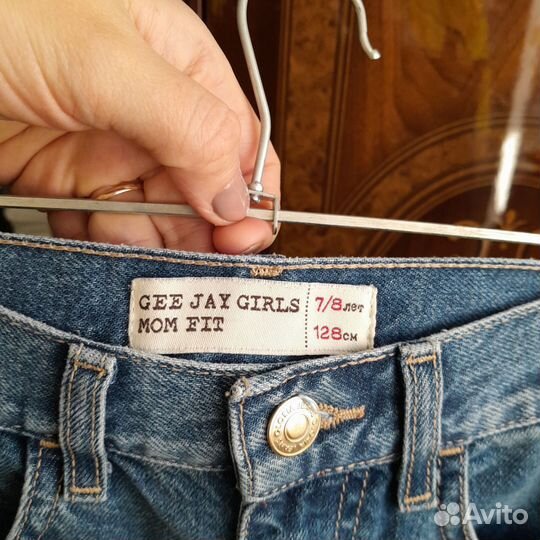 GEE JAY GIRLS
MOM FIT
7/8 лет
128 см
Avito